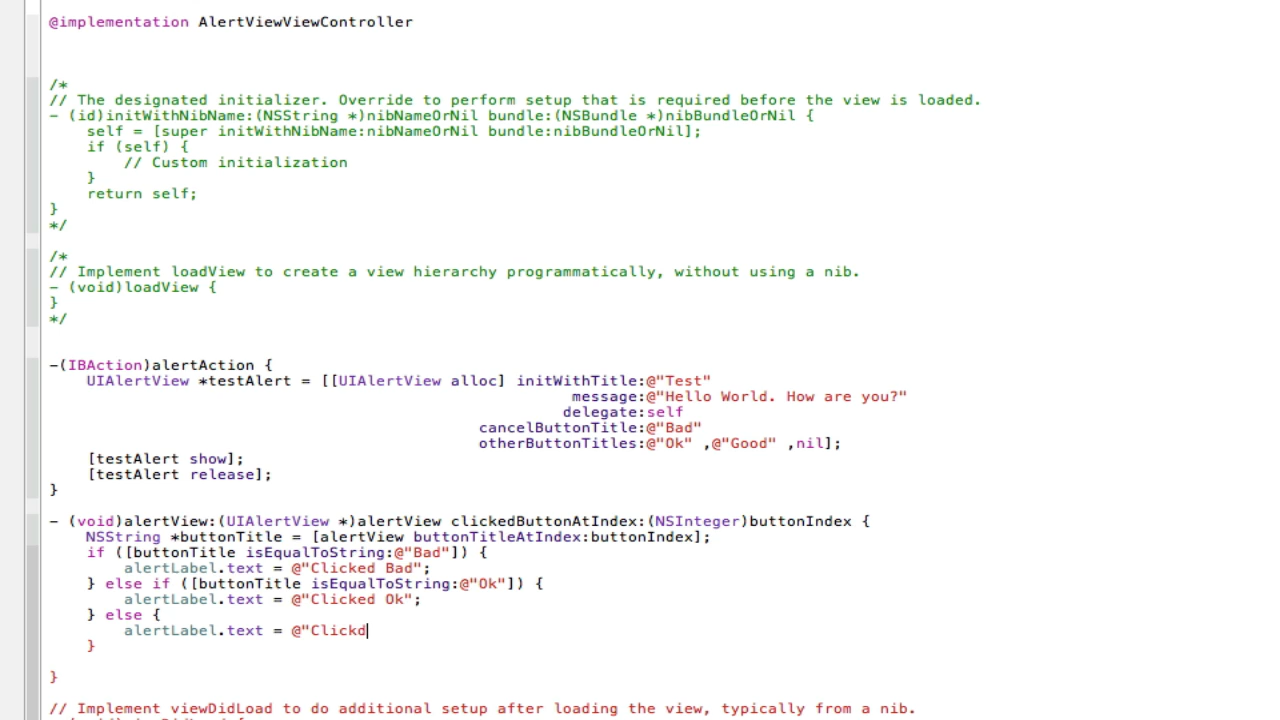 @implementation AlertViewViewController
/*
// The designated initializer. Override to perform setup that is required before the view is loaded.
- (id)initWithNibName:(NSString *)nibNameOrNil bundle:(NSBundle *)nibBundleOrNil {
self = [super initWithNibName:nibNameOrNil bundle:nibBundleOrNil];
if (self) {
// Custom initialization
}
return self;
}
*/
/*
// Implement loadView to create a view hierarchy programmatically, without using a nib.
- (void)loadView {
}
*/
-(IBAction)alertAction {
UIAlertView *testAlert = [[UIAlertView alloc] initWithTitle:@"Test"
message:@"Hello World. How are you?"
delegate:self
cancelButtonTitle:@"Bad"
otherButtonTitles:@"Ok" ,@"Good" ,nil];
[testAlert show];
[testAlert release];
}
- (void)alertView:(UIAlertView *)alertView clickedButtonAtIndex:(NSInteger)buttonIndex {
NSString *buttonTitle = [alertView buttonTitleAtIndex:buttonIndex];
if ([buttonTitle isEqualToString:@"Bad"]) {
alertLabel.text = @"Clicked Bad";
} else if ([buttonTitle isEqualToString:@"Ok"]) {
alertLabel.text = @"Clicked Ok";
} else {
alertLabel.text = @"Clickd
}
}
// Implement viewDidLoad to do additional setup after loading the view, typically from a nib.